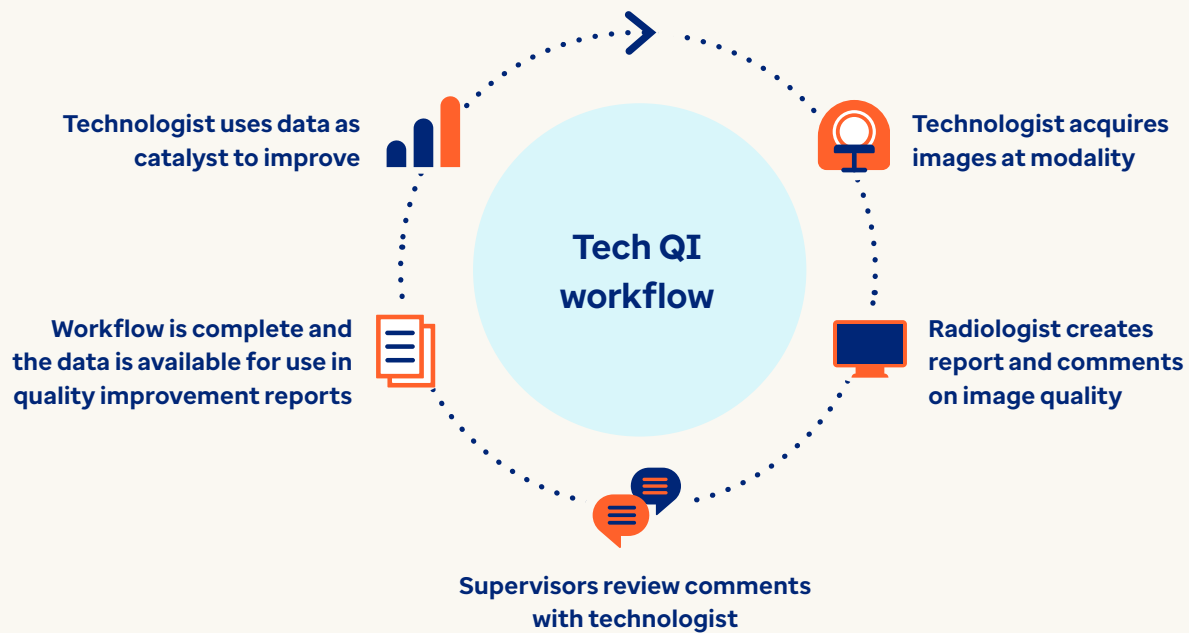 Tech QI
workflow
Technologist acquires
images at modality
Radiologist creates
report and comments
on image quality
Supervisors review comments
with technologist
Workflow is complete and
the data is available for use in
quality improvement reports
Technologist uses data as
catalyst to improve